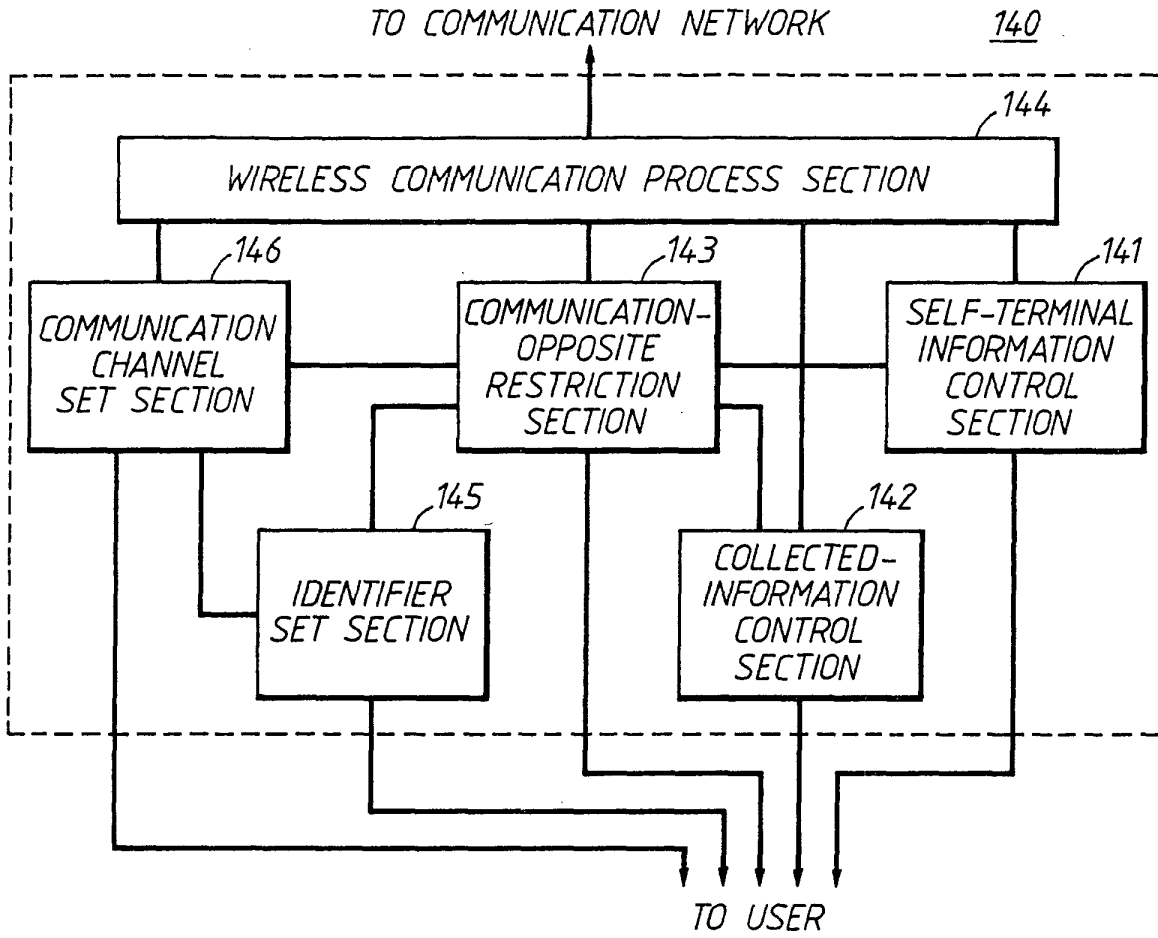 TO COMMUNICATION NETWORK
140
144
WIRELESS COMMUNICATION PROCESS SECTION
146
143
141
COMMUNICATION
CHANNEL
SET SECTION
COMMUNICATION-
OPPOSITE
RESTRICTION
SECTION
SELF-TERMINAL
INFORMATION
CONTROL
SECTION
145
142
IDENTIFIER
SET SECTION
COLLECTED-
INFORMATION
CONTROL
SECTION
TO USER